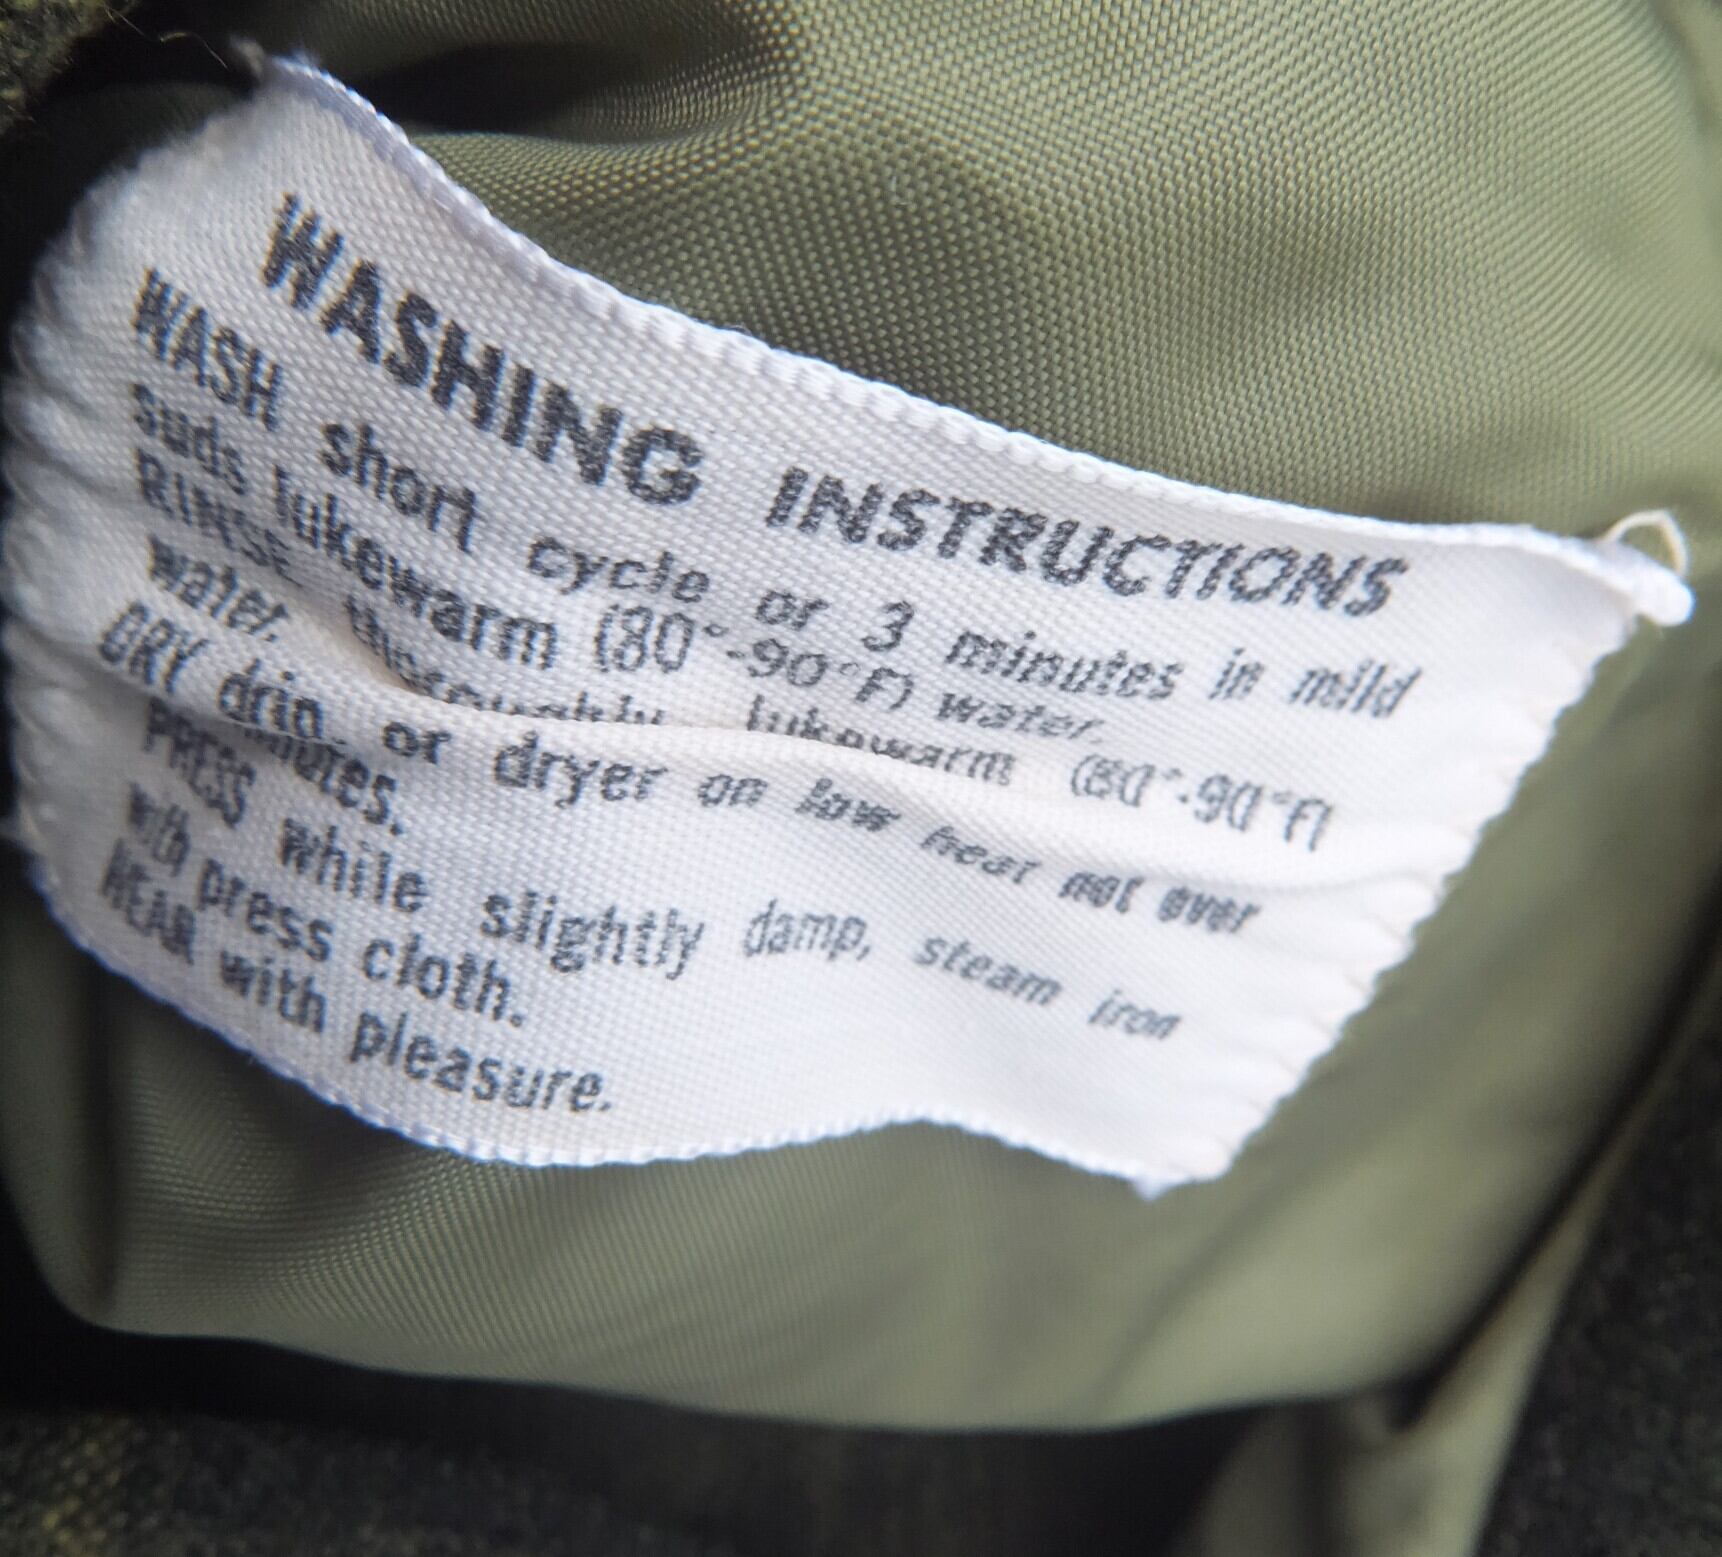 WASHING INSTRUCTIONS
WASH short cycle or 3 minutes in mild
suds lukewarm (80°-90°F) water.
RINSE thoroughly lukewarm (80°-90°F)
water.
DRY drip, or dryer on low heat not over
minutes.
PRESS while slightly damp, steam iron
with press cloth.
WEAR with pleasure.